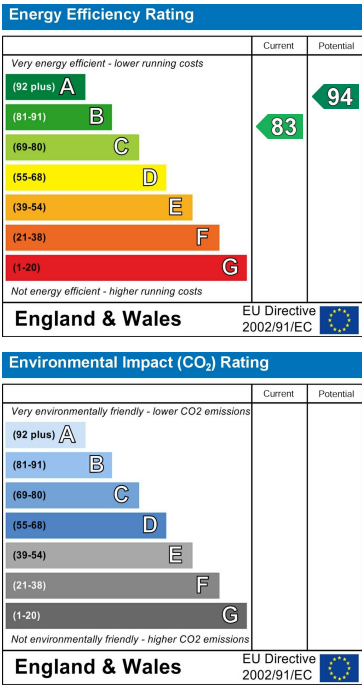 Energy Efficiency Rating
Current Potential
Very energy efficient - lower running costs
(92 plus) A
94
(81-91) B
83
(69-80) C
(55-68) D
(39-54) E
(21-38) F
(1-20) G
Not energy efficient - higher running costs
England & Wales
EU Directive
2002/91/EC
Environmental Impact (CO₂) Rating
Current Potential
Very environmentally friendly - lower CO2 emissions
(92 plus) A
(81-91) B
(69-80) C
(55-68) D
(39-54) E
(21-38) F
(1-20) G
Not environmentally friendly - higher CO2 emissions
England & Wales
EU Directive
2002/91/EC